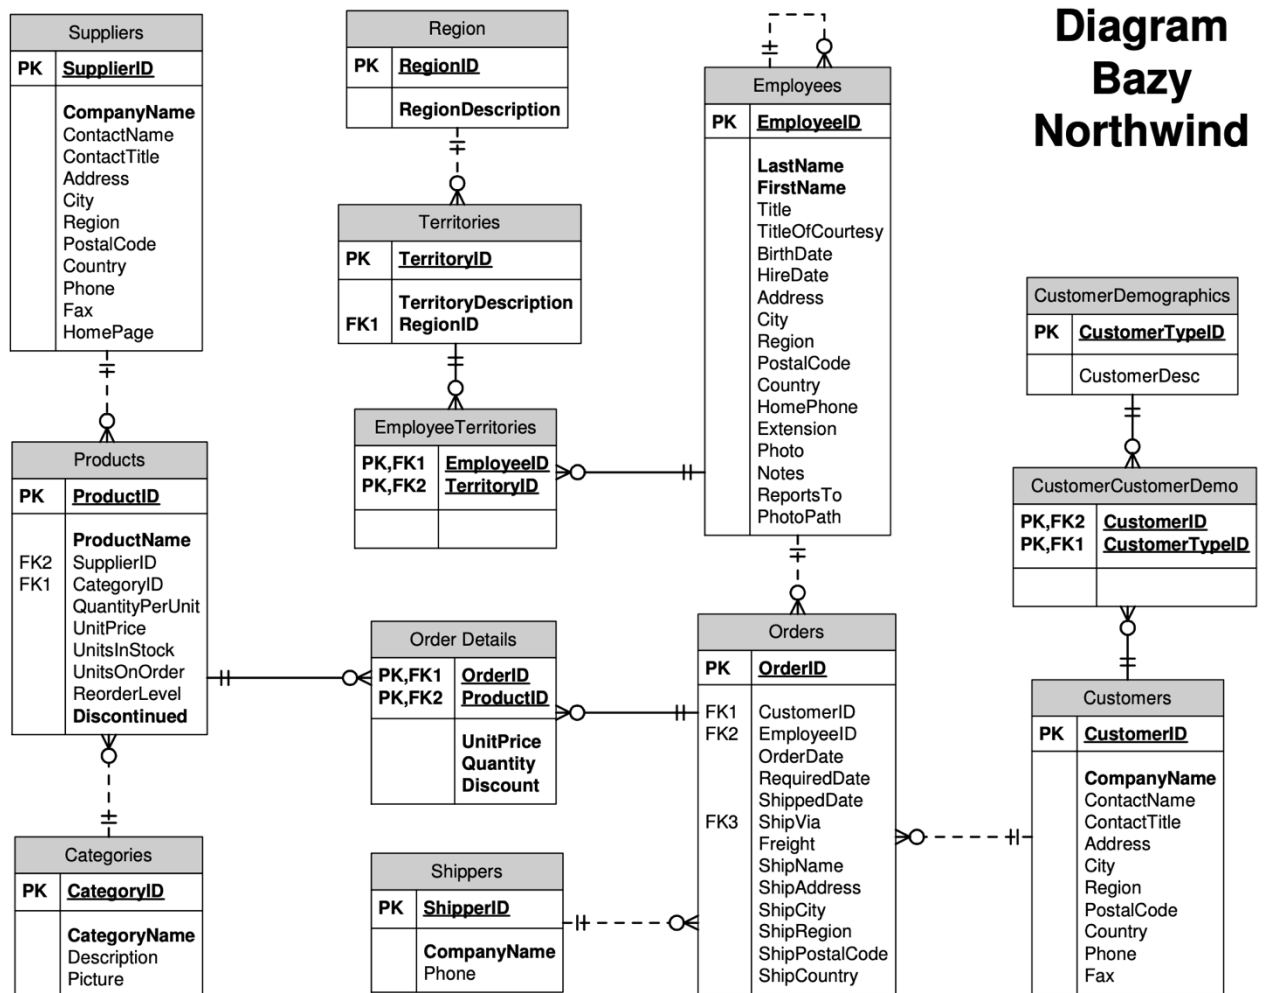 Diagram
Bazy
Northwind
Suppliers
PK SupplierID
CompanyName
ContactName
ContactTitle
Address
City
Region
PostalCode
Country
Phone
Fax
HomePage
Region
PK RegionID
RegionDescription
Territories
PK TerritoryID
TerritoryDescription
FK1 RegionID
EmployeeTerritories
PK,FK1 EmployeeID
PK,FK2 TerritoryID
Employees
PK EmployeeID
LastName
FirstName
Title
TitleOfCourtesy
BirthDate
HireDate
Address
City
Region
PostalCode
Country
HomePhone
Extension
Photo
Notes
ReportsTo
PhotoPath
CustomerDemographics
PK CustomerTypeID
CustomerDesc
CustomerCustomerDemo
PK,FK2 CustomerID
PK,FK1 CustomerTypeID
Products
PK ProductID
ProductName
FK2 SupplierID
FK1 CategoryID
QuantityPerUnit
UnitPrice
UnitsInStock
UnitsOnOrder
ReorderLevel
Discontinued
Order Details
PK,FK1 OrderID
PK,FK2 ProductID
UnitPrice
Quantity
Discount
Orders
PK OrderID
FK1 CustomerID
FK2 EmployeeID
OrderDate
RequiredDate
ShippedDate
FK3 ShipVia
Freight
ShipName
ShipAddress
ShipCity
ShipRegion
ShipPostalCode
ShipCountry
Customers
PK CustomerID
CompanyName
ContactName
ContactTitle
Address
City
Region
PostalCode
Country
Phone
Fax
Categories
PK CategoryID
CategoryName
Description
Picture
Shippers
PK ShipperID
CompanyName
Phone